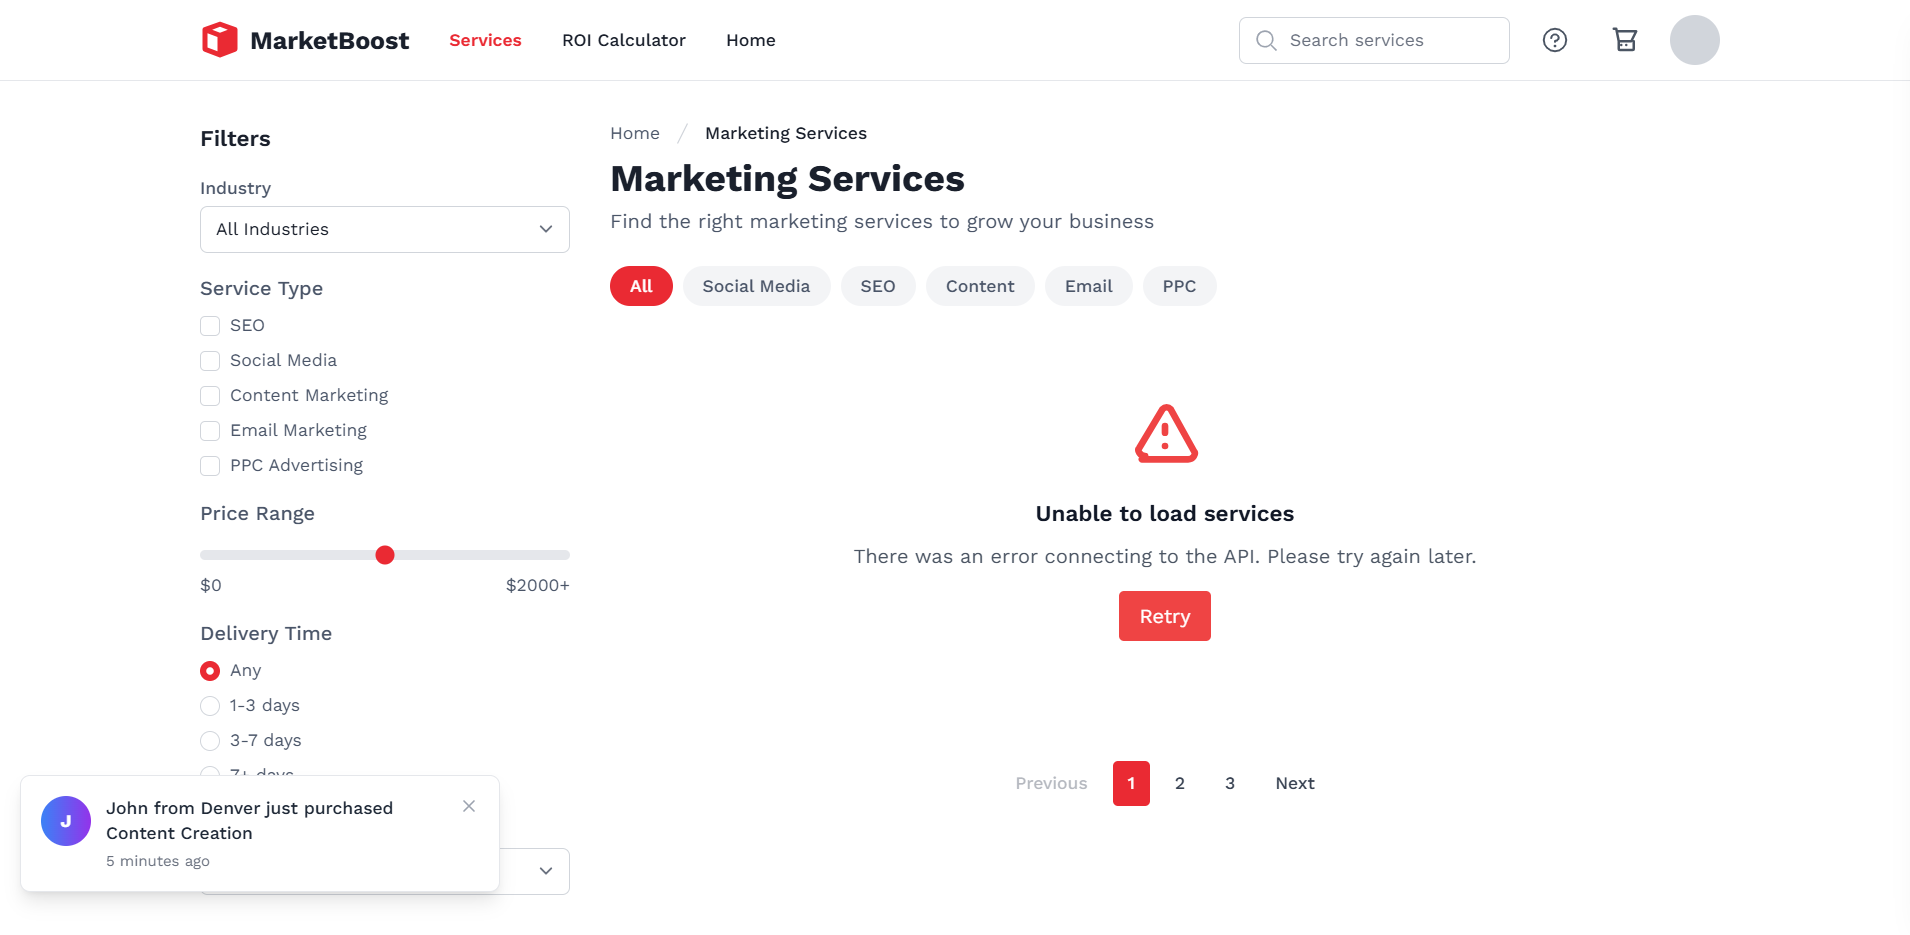 MarketBoost
Services
ROI Calculator
Home
Search services
Filters
Industry
All Industries
Service Type
SEO
Social Media
Content Marketing
Email Marketing
PPC Advertising
Price Range
$0
$2000+
Delivery Time
Any
1-3 days
3-7 days
7+ days
J
John from Denver just purchased
Content Creation
5 minutes ago
Home / Marketing Services
Marketing Services
Find the right marketing services to grow your business
All
Social Media
SEO
Content
Email
PPC
Unable to load services
There was an error connecting to the API. Please try again later.
Retry
Previous
1
2
3
Next